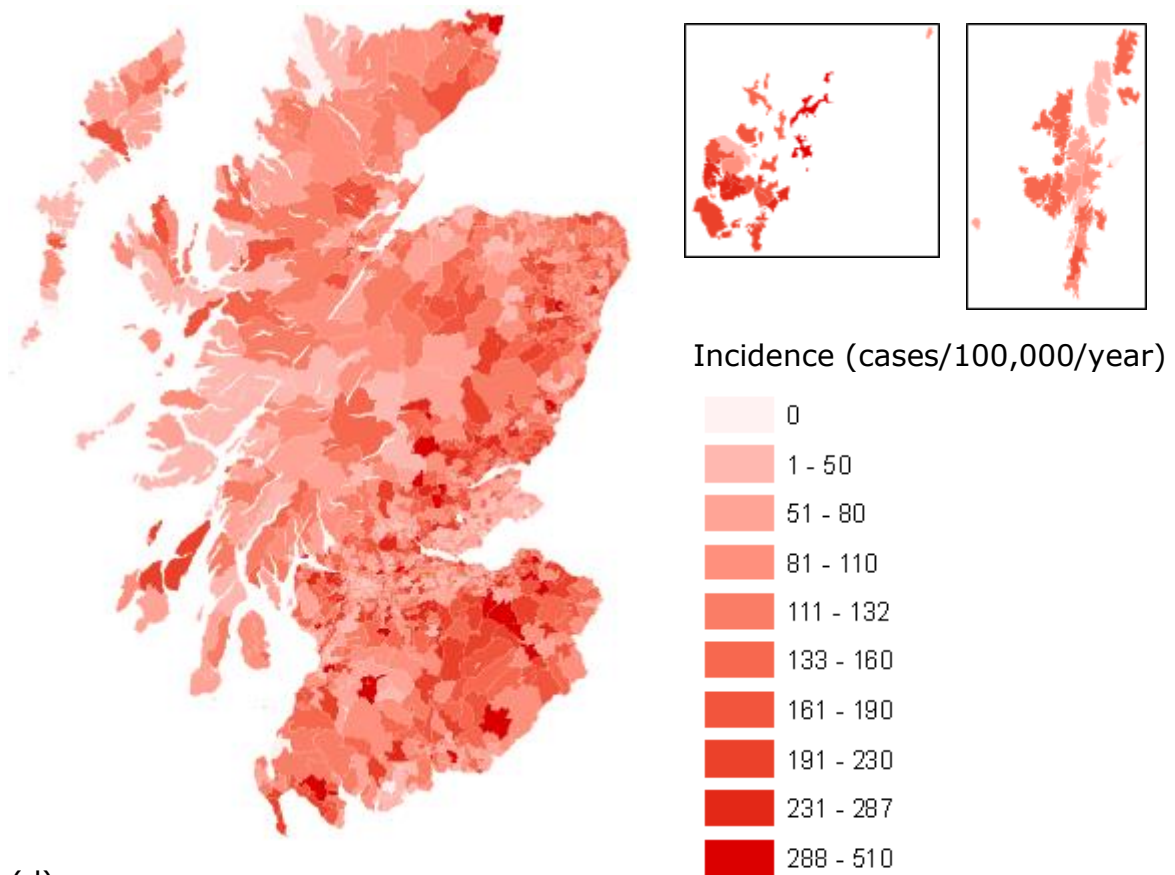 Incidence (cases/100,000/year)
0
1 - 50
51 - 80
81 - 110
111 - 132
133 - 160
161 - 190
191 - 230
231 - 287
288 - 510
(d)